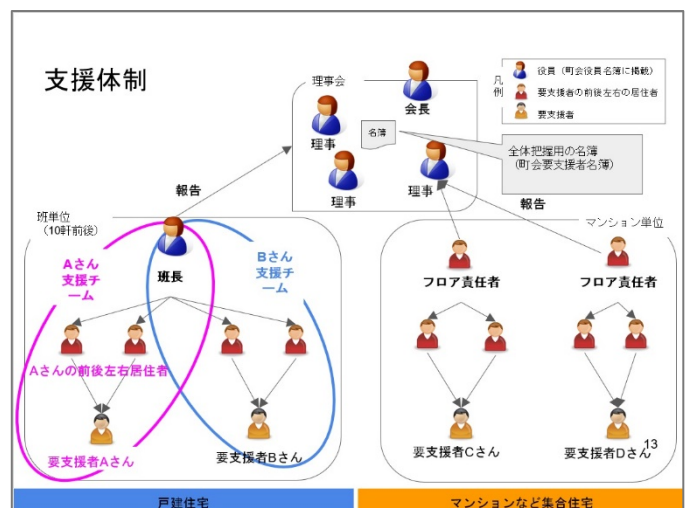 支援体制
理事会
会長
理事
理事
理事
名簿
凡例
役員（町会役員名簿に掲載）
要支援者の前後左右の居住者
要支援者
全体把握用の名簿
(町会要支援者名簿)
報告
報告
班単位
（10軒前後）
Aさん
支援チ
ーム
班長
Bさん
支援チ
ーム
Aさんの前後左右居住者
要支援者Aさん
要支援者Bさん
マンション単位
フロア責任者
フロア責任者
要支援者Cさん
要支援者Dさん
13
戸建住宅
マンションなど集合住宅